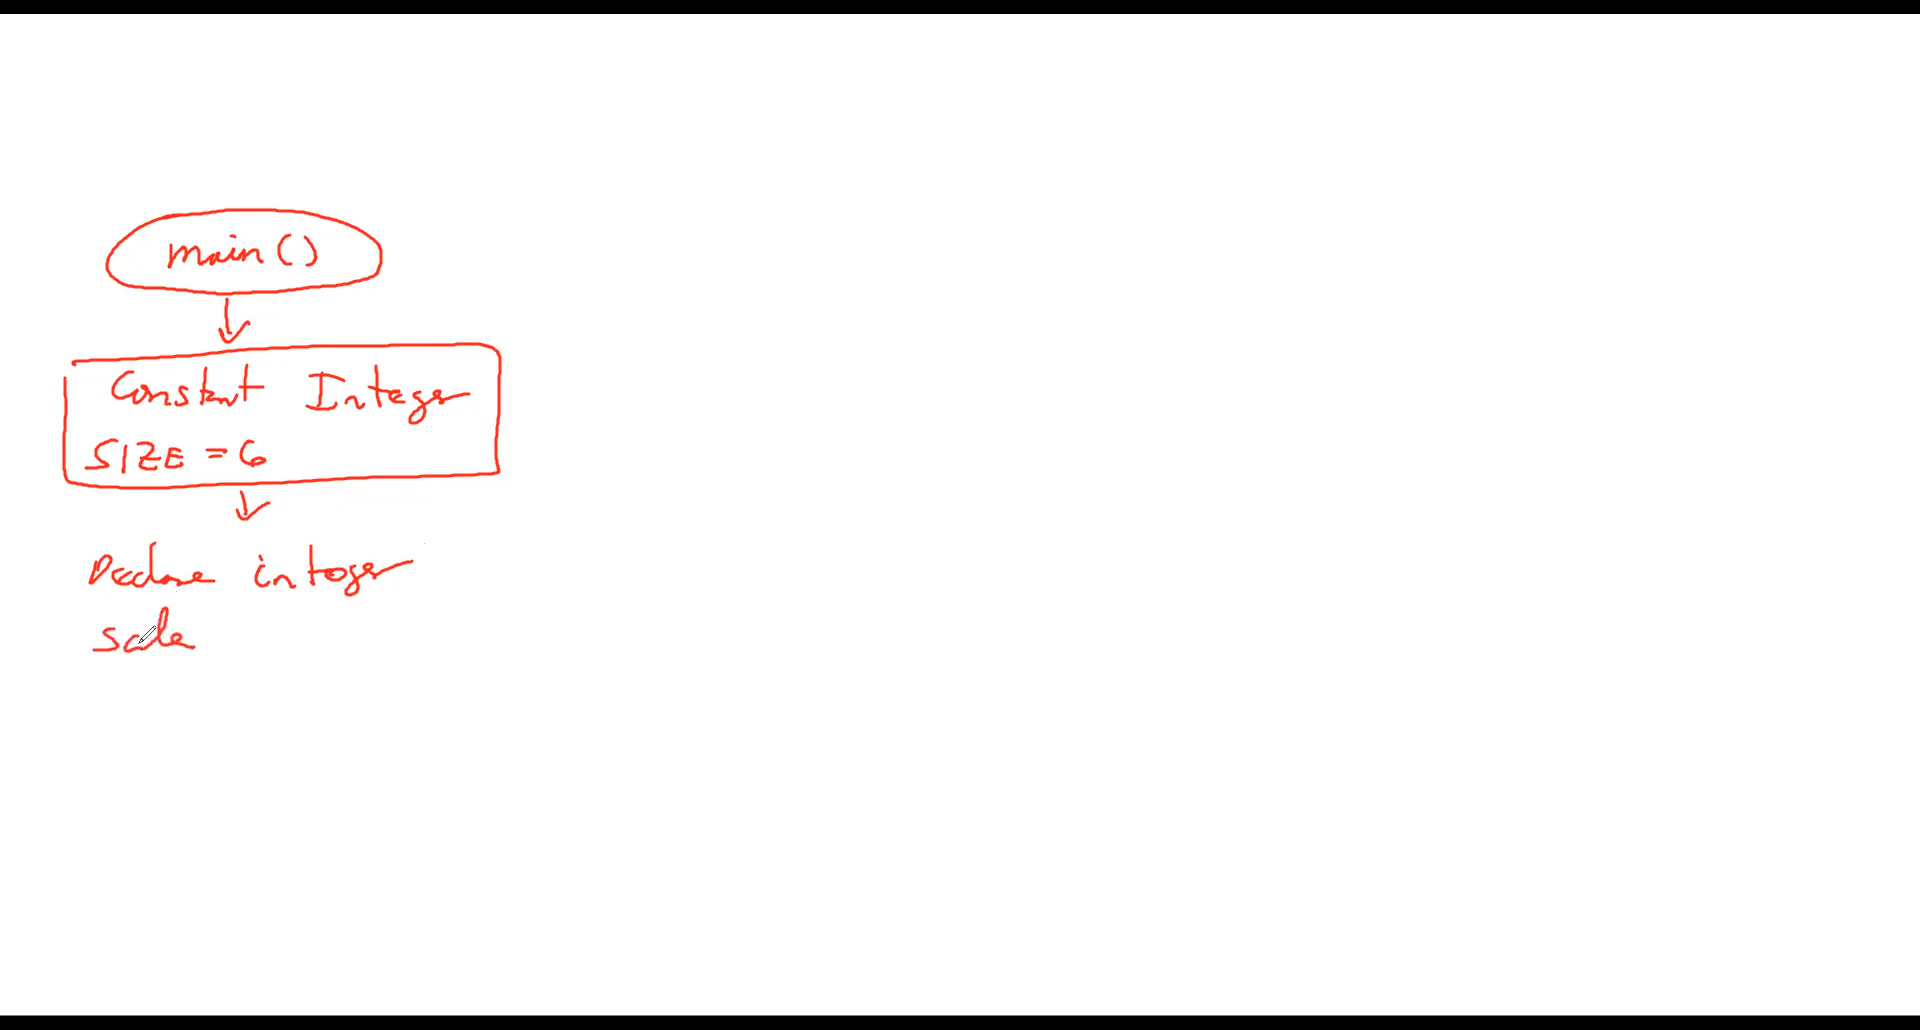 main()
Constant Integer
SIZE = 6
Declare integer
scale